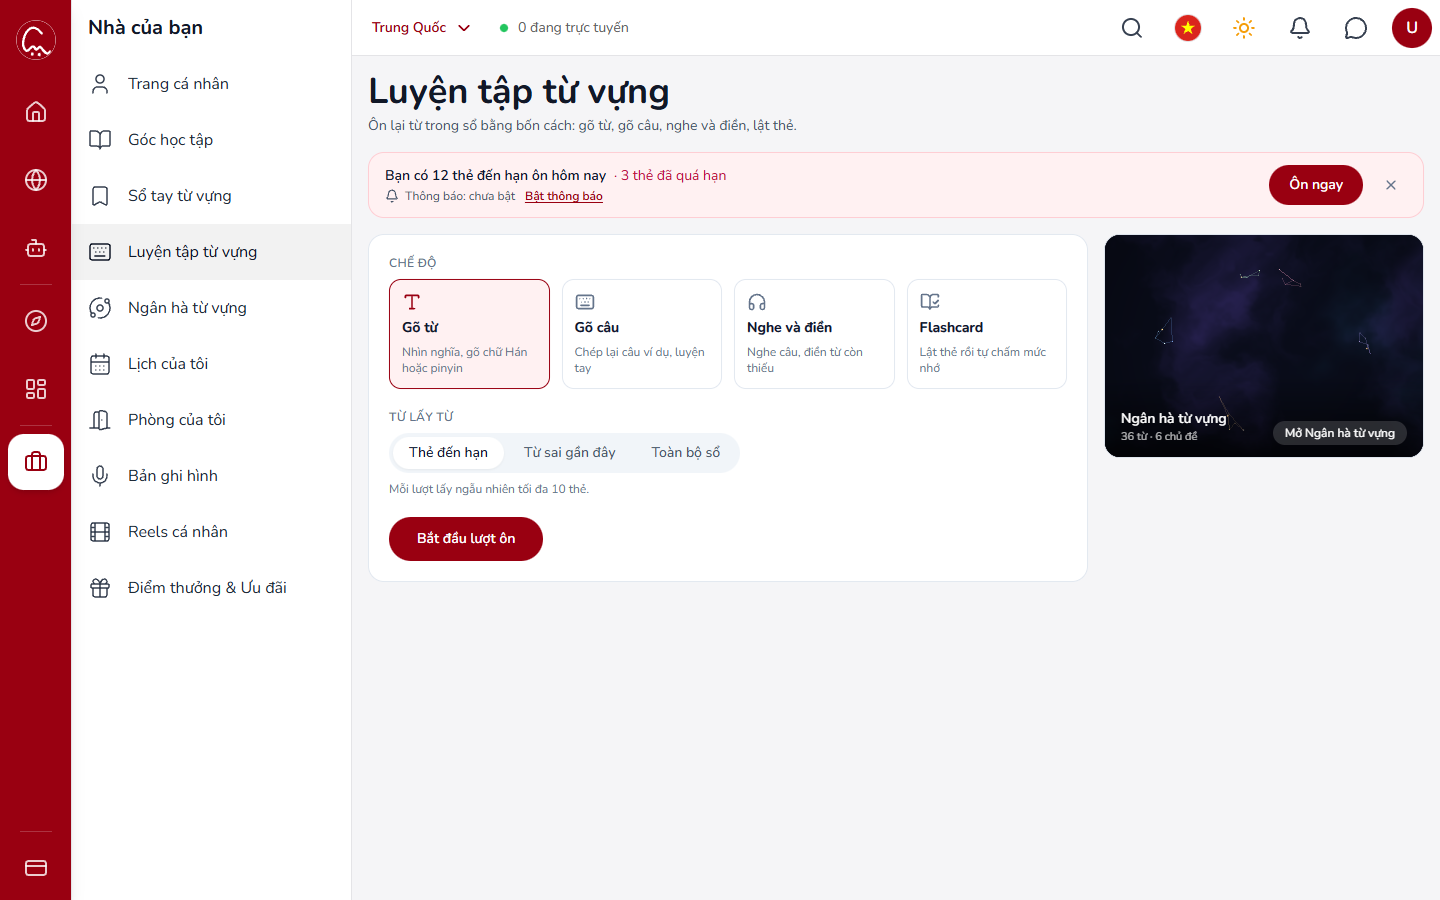 Nhà của bạn
Trang cá nhân
Góc học tập
Sổ tay từ vựng
Luyện tập từ vựng
Ngân hà từ vựng
Lịch của tôi
Phòng của tôi
Bản ghi hình
Reels cá nhân
Điểm thưởng & Ưu đãi
Trung Quốc
0 đang trực tuyến
U
Luyện tập từ vựng
Ôn lại từ trong sổ bằng bốn cách: gõ từ, gõ câu, nghe và điền, lật thẻ.
Bạn có 12 thẻ đến hạn ôn hôm nay · 3 thẻ đã quá hạn
Thông báo: chưa bật Bật thông báo
Ôn ngay
CHẾ ĐỘ
Gõ từ
Nhìn nghĩa, gõ chữ Hán
hoặc pinyin
Gõ câu
Chép lại câu ví dụ, luyện
tay
Nghe và điền
Nghe câu, điền từ còn
thiếu
Flashcard
Lật thẻ rồi tự chấm mức
nhớ
TỪ LẤY TỪ
Thẻ đến hạn
Từ sai gần đây
Toàn bộ sổ
Mỗi lượt lấy ngẫu nhiên tối đa 10 thẻ.
Bắt đầu lượt ôn
Ngân hà từ vựng
36 từ · 6 chủ đề
Mở Ngân hà từ vựng